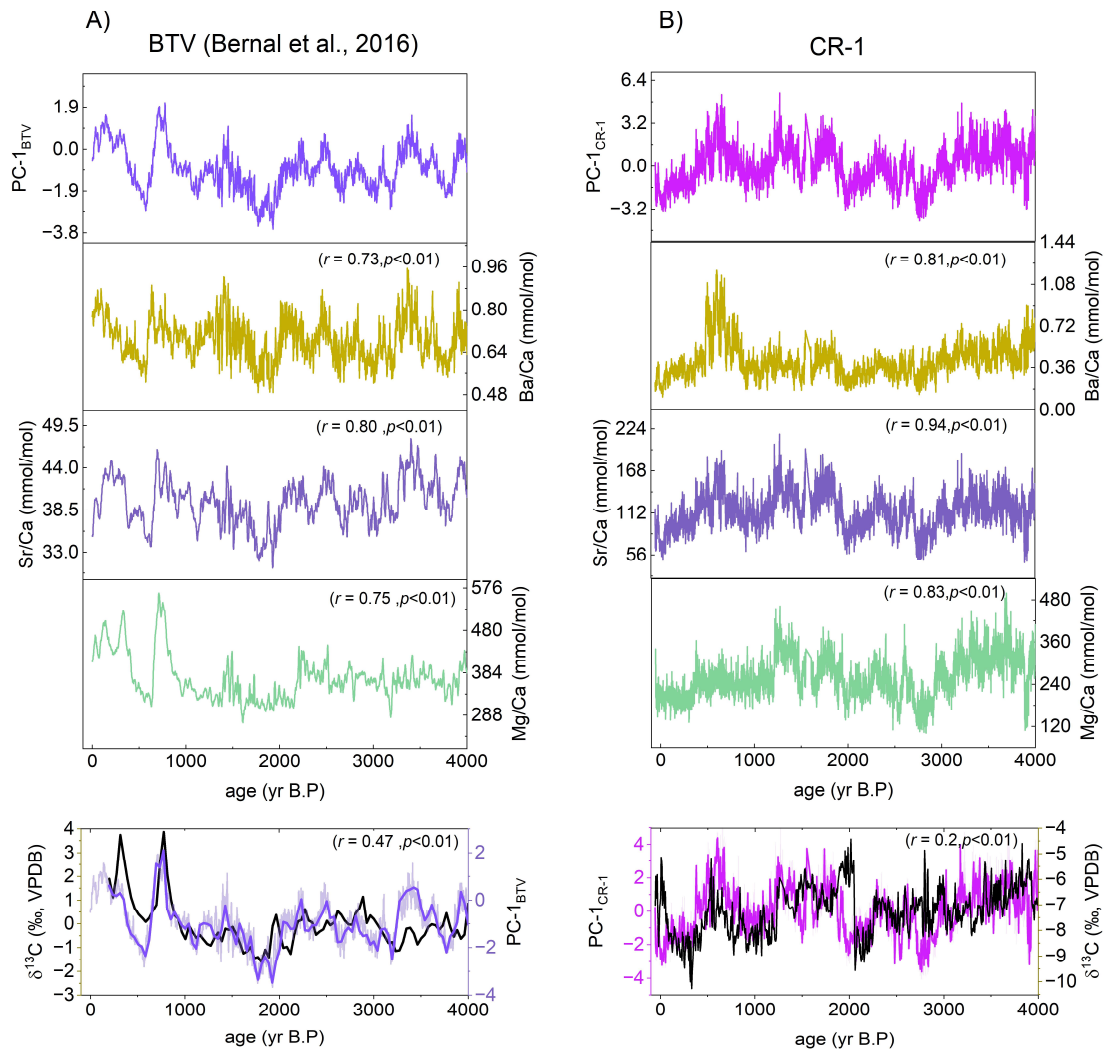 A)
BTV (Bernal et al., 2016)
PC-1BTV
1.9
0.0
−1.9
−3.8
(r = 0.73,p<0.01)
0.96
0.80
0.64
0.48
Ba/Ca (mmol/mol)
(r = 0.80 ,p<0.01)
49.5
44.0
38.5
33.0
Sr/Ca (mmol/mol)
(r = 0.75 ,p<0.01)
576
480
384
288
Mg/Ca (mmol/mol)
0 1000 2000 3000 4000
age (yr B.P)
(r = 0.47 ,p<0.01)
δ13C (‰, VPDB)
4
3
2
1
0
−1
−2
−3
2
0
−2
−4
PC-1BTV
0 1000 2000 3000 4000
age (yr B.P)
B)
CR-1
PC-1CR-1
6.4
3.2
0.0
−3.2
(r = 0.81,p<0.01)
1.44
1.08
0.72
0.36
0.00
Ba/Ca (mmol/mol)
(r = 0.94,p<0.01)
224
168
112
56
Sr/Ca (mmol/mol)
(r = 0.83,p<0.01)
480
360
240
120
Mg/Ca (mmol/mol)
0 1000 2000 3000 4000
age (yr B.P)
(r = 0.2,p<0.01)
PC-1CR-1
4
2
0
−2
−4
−4
−5
−6
−7
−8
−9
−10
δ13C (‰, VPDB)
0 1000 2000 3000 4000
age (yr B.P)